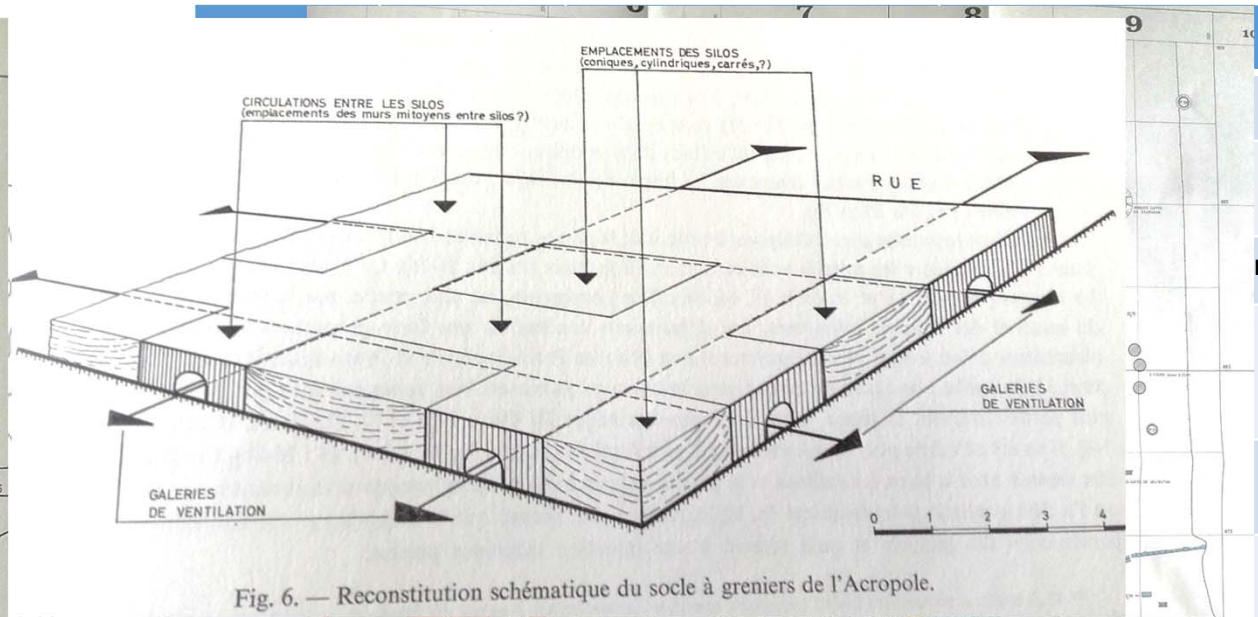 6 7 8 9 10
EMPLACEMENTS DES SILOS
(coniques, cylindriques, carrés,?)
CIRCULATIONS ENTRE LES SILOS
(emplacements des murs mitoyens entre silos?)
RUE
GALERIES
DE VENTILATION
GALERIES
DE VENTILATION
0 1 2 3 4
Fig. 6. — Reconstitution schématique du socle à greniers de l'Acropole.